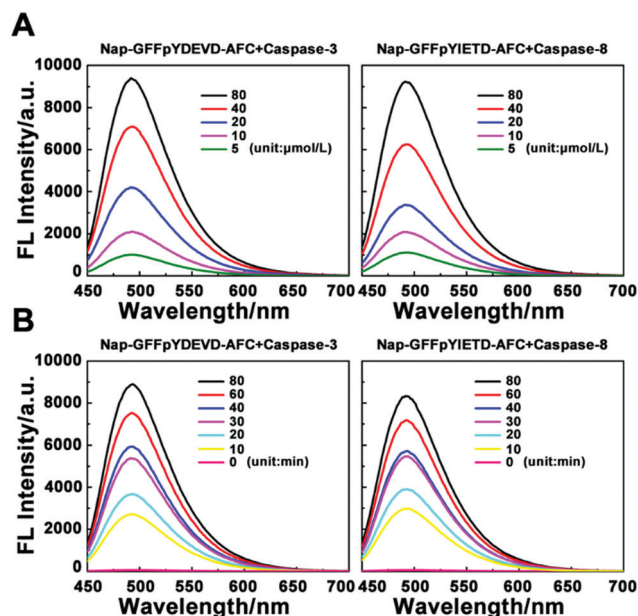 A
Nap-GFFpYDEVD-AFC+Caspase-3
Nap-GFFpYIETD-AFC+Caspase-8
FL Intensity/a.u.
10000
8000
6000
4000
2000
0
80
40
20
10
5 (unit:µmol/L)
80
40
20
10
5 (unit:µmol/L)
450 500 550 600 650 700
450 500 550 600 650 700
Wavelength/nm
Wavelength/nm
B
Nap-GFFpYDEVD-AFC+Caspase-3
Nap-GFFpYIETD-AFC+Caspase-8
FL Intensity/a.u.
10000
8000
6000
4000
2000
0
80
60
40
30
20
10
0 (unit:min)
80
60
40
30
20
10
0 (unit:min)
450 500 550 600 650 700
450 500 550 600 650 700
Wavelength/nm
Wavelength/nm